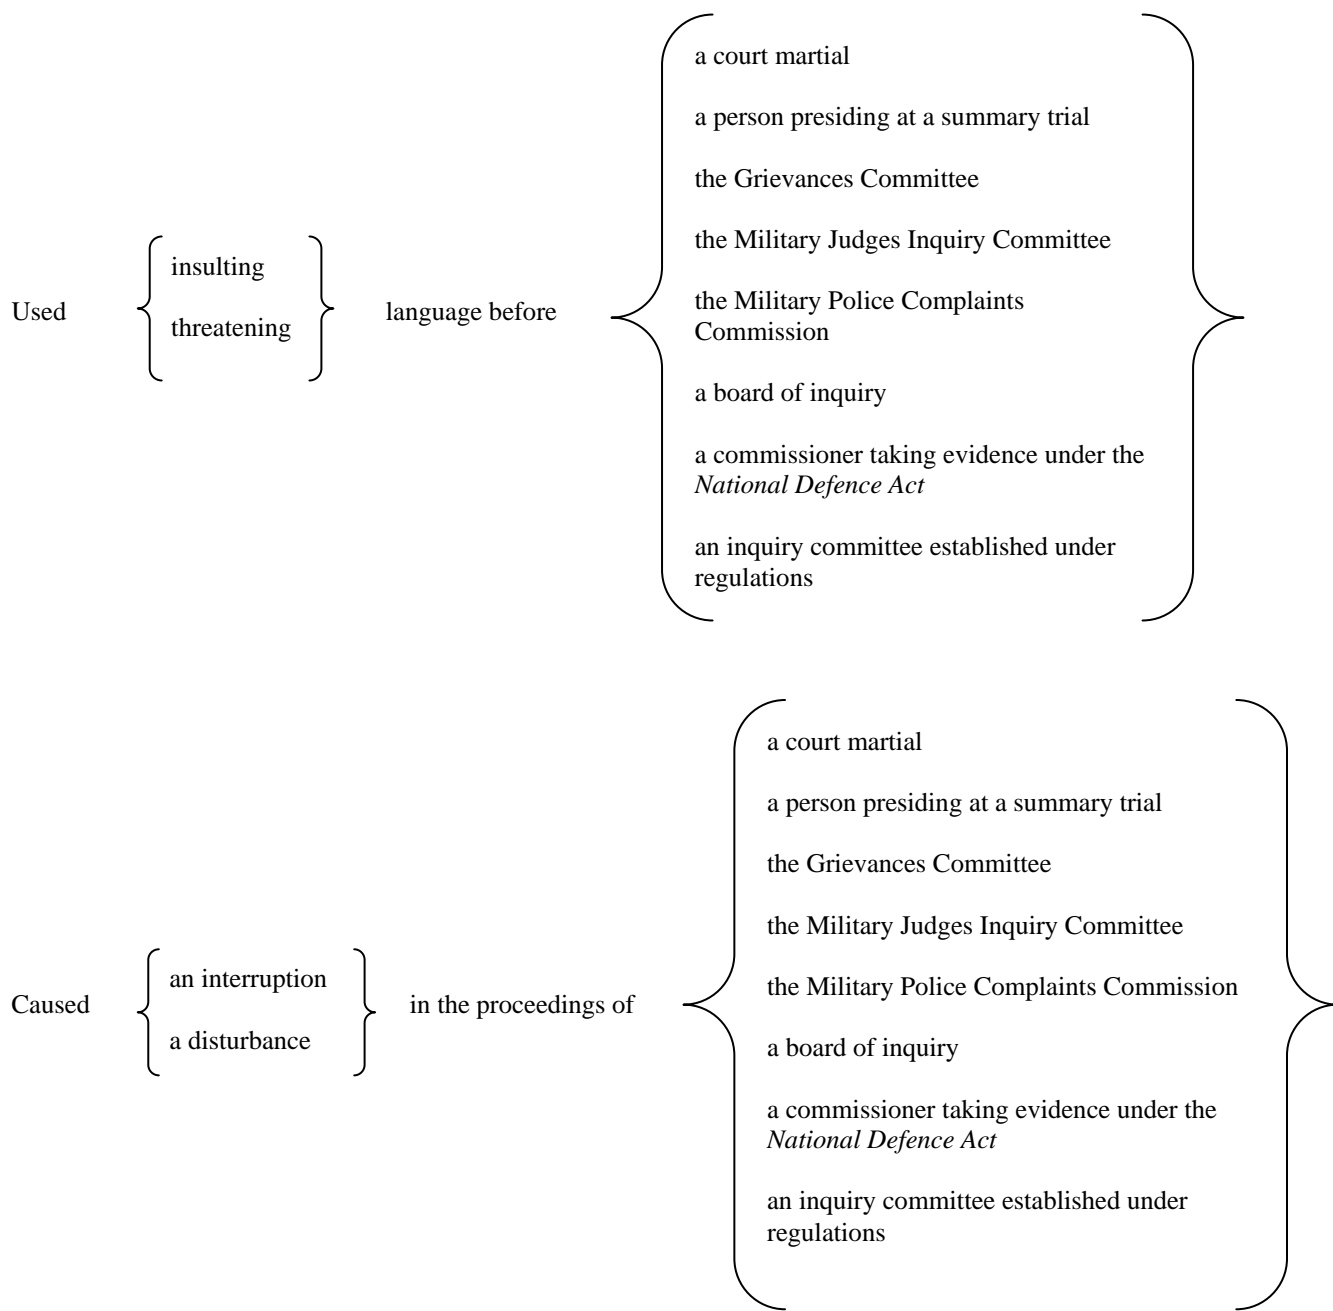 a court martial
a person presiding at a summary trial
the Grievances Committee
the Military Judges Inquiry Committee
insulting
Used
language before
threatening
the Military Police Complaints
Commission
a board of inquiry
a commissioner taking evidence under the
National Defence Act
an inquiry committee established under
regulations
a court martial
a person presiding at a summary trial
the Grievances Committee
the Military Judges Inquiry Committee
an interruption
Caused
in the proceedings of
a disturbance
the Military Police Complaints Commission
a board of inquiry
a commissioner taking evidence under the
National Defence Act
an inquiry committee established under
regulations